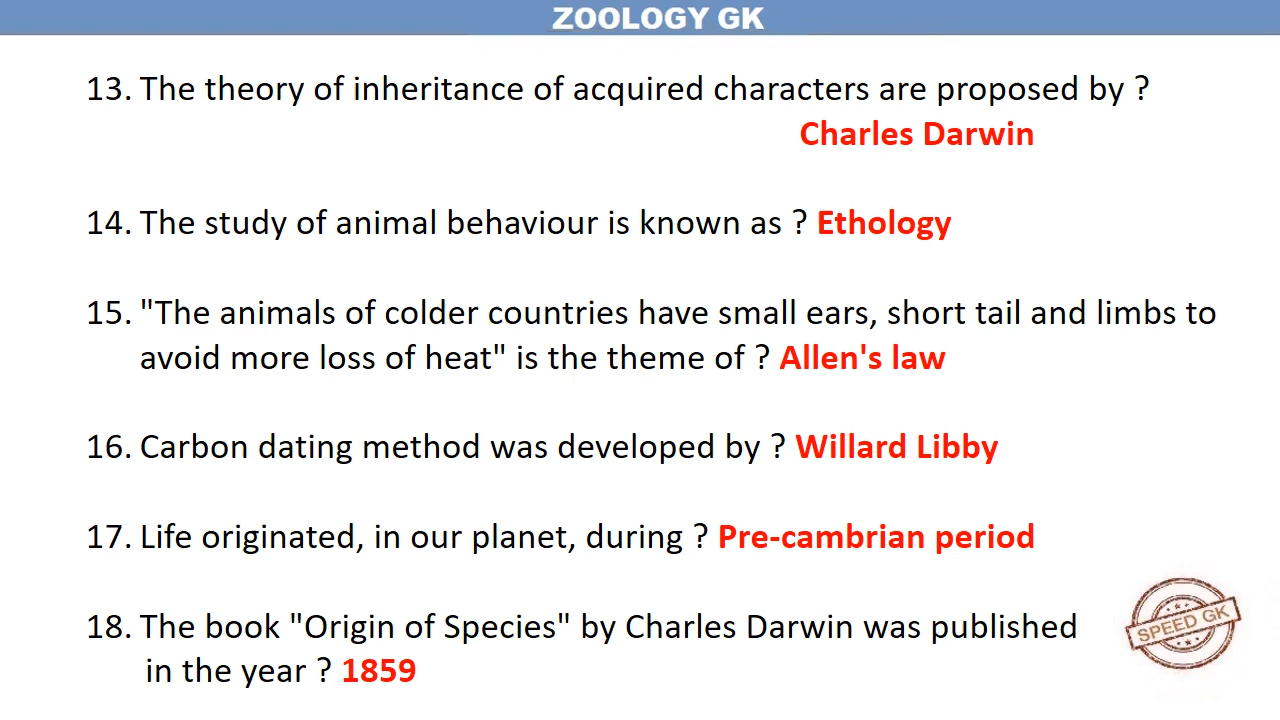 ZOOLOGY GK
13. The theory of inheritance of acquired characters are proposed by ?
Charles Darwin
14. The study of animal behaviour is known as ? Ethology
15. "The animals of colder countries have small ears, short tail and limbs to
avoid more loss of heat" is the theme of ? Allen's law
16. Carbon dating method was developed by ? Willard Libby
17. Life originated, in our planet, during ? Pre-cambrian period
18. The book "Origin of Species" by Charles Darwin was published
in the year ? 1859
SPEED GK